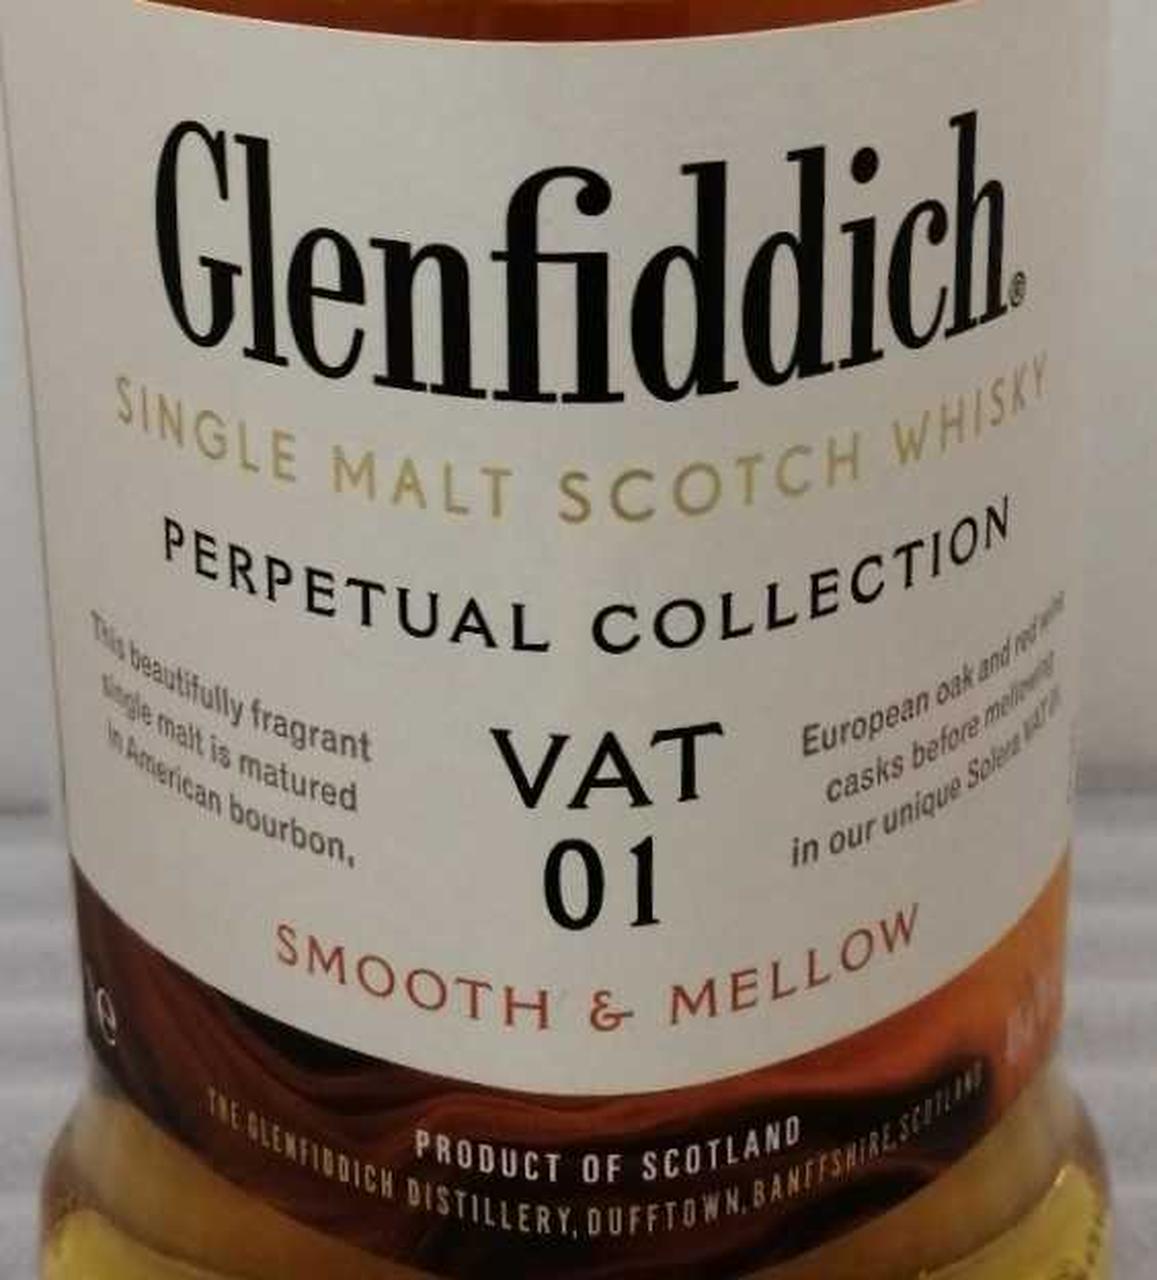 Glenfiddich®
SINGLE MALT SCOTCH WHISKY
PERPETUAL COLLECTION
This beautifully fragrant
single malt is matured
in American bourbon,
VAT
01
European oak and red wine
casks before mellowing
in our unique Solera VAT 01.
SMOOTH & MELLOW
e
PRODUCT OF SCOTLAND
THE GLENFIDDICH DISTILLERY, DUFFTOWN, BANFFSHIRE, SCOTLAND